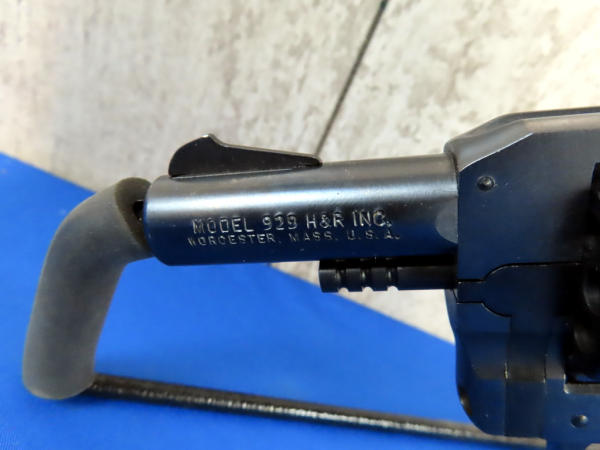 MODEL 929 H&R INC.
WORCESTER, MASS. U.S.A.